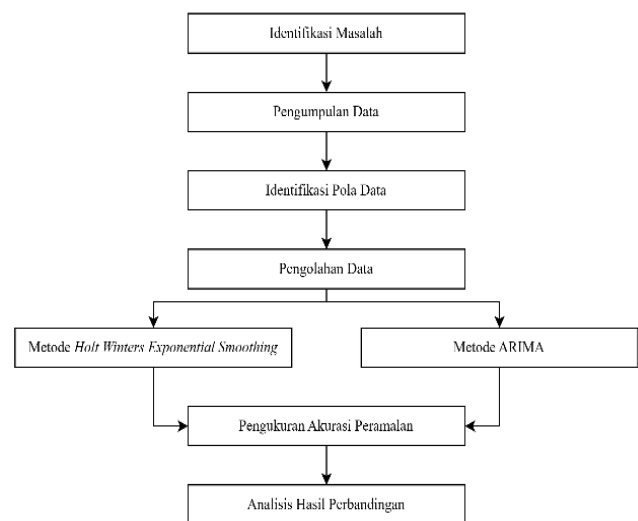 Identifikasi Masalah
Pengumpulan Data
Identifikasi Pola Data
Pengolahan Data
Metode Holt Winters Exponential Smoothing
Metode ARIMA
Pengukuran Akurasi Peramalan
Analisis Hasil Perbandingan